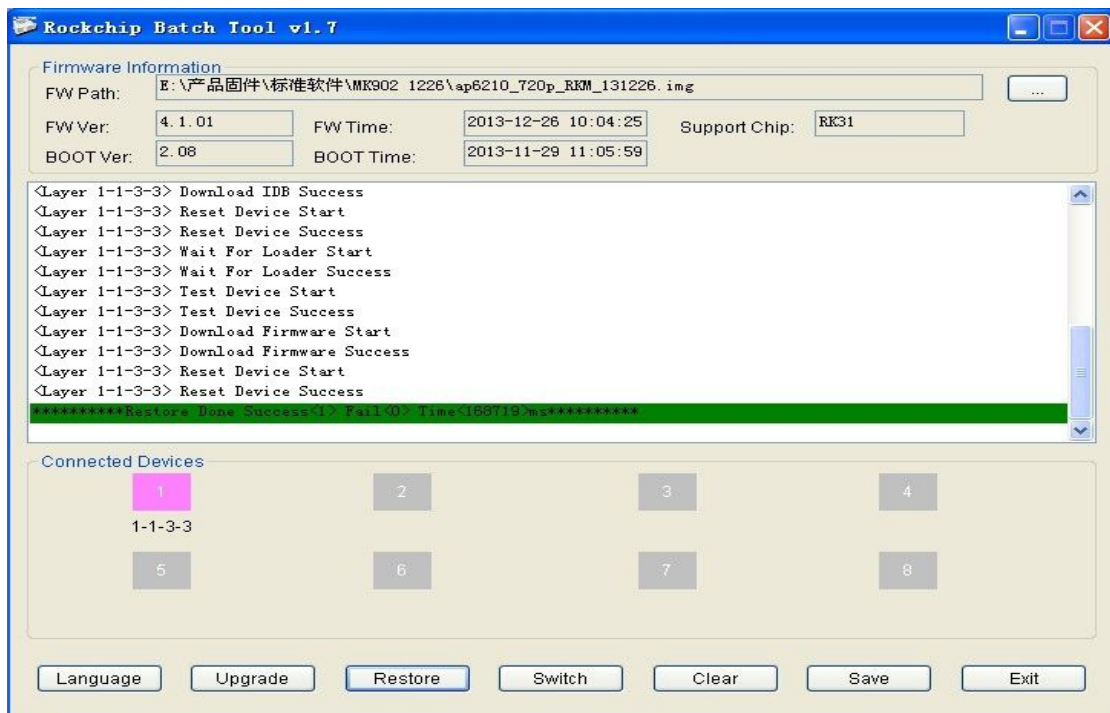 Rockchip Batch Tool v1.7
Firmware Information
FW Path: E:\产品固件\标准软件\MK902 1226\ap6210_720p_RKM_131226.img ...
FW Ver: 4.1.01 FW Time: 2013-12-26 10:04:25 Support Chip: RK31
BOOT Ver: 2.08 BOOT Time: 2013-11-29 11:05:59
<Layer 1-1-3-3> Download IDB Success
<Layer 1-1-3-3> Reset Device Start
<Layer 1-1-3-3> Reset Device Success
<Layer 1-1-3-3> Wait For Loader Start
<Layer 1-1-3-3> Wait For Loader Success
<Layer 1-1-3-3> Test Device Start
<Layer 1-1-3-3> Test Device Success
<Layer 1-1-3-3> Download Firmware Start
<Layer 1-1-3-3> Download Firmware Success
<Layer 1-1-3-3> Reset Device Start
<Layer 1-1-3-3> Reset Device Success
**********Restore Done Success<1> Fail<0> Time<168719>ms**********
Connected Devices
1 2 3 4
1-1-3-3
5 6 7 8
Language Upgrade Restore Switch Clear Save Exit